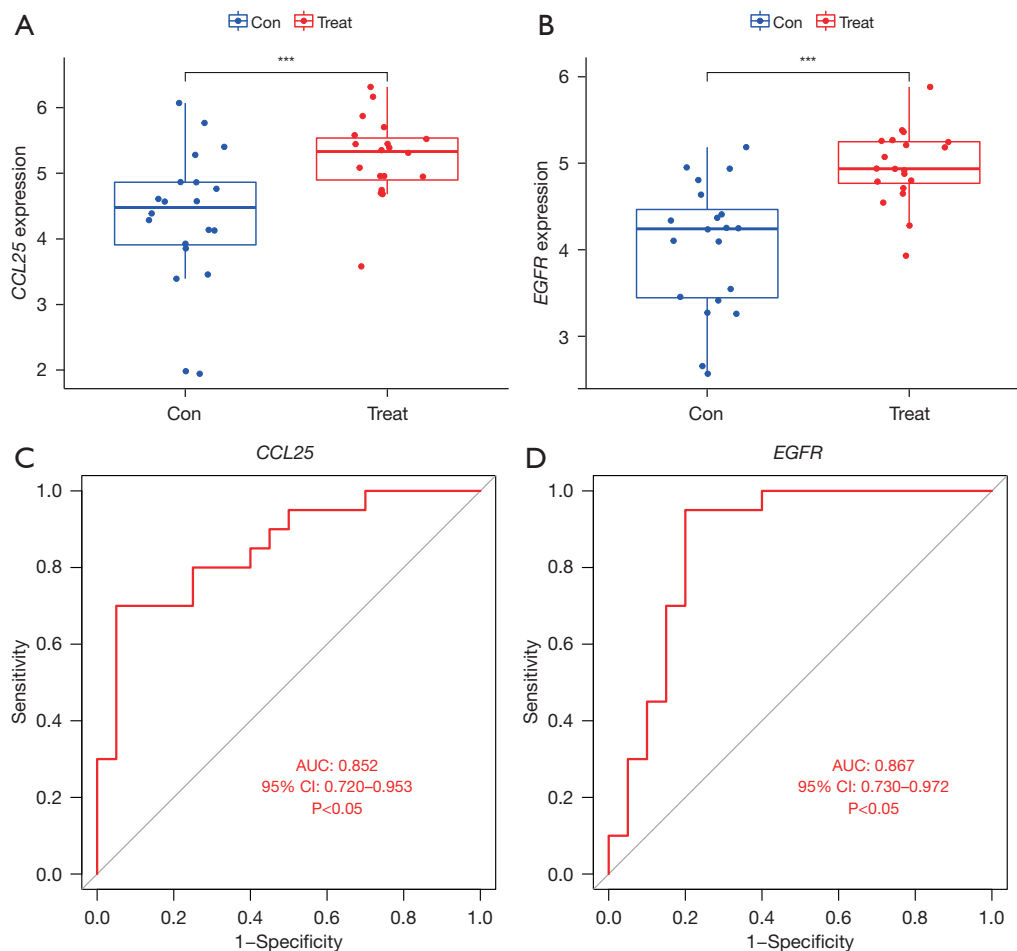 A
Con Treat
***
CCL25 expression
6
5
4
3
2
Con Treat
B
Con Treat
***
EGFR expression
6
5
4
3
Con Treat
C
CCL25
Sensitivity
1.0
0.8
0.6
0.4
0.2
0.0
AUC: 0.852
95% CI: 0.720–0.953
P<0.05
0.0 0.2 0.4 0.6 0.8 1.0
1–Specificity
D
EGFR
Sensitivity
1.0
0.8
0.6
0.4
0.2
0.0
AUC: 0.867
95% CI: 0.730–0.972
P<0.05
0.0 0.2 0.4 0.6 0.8 1.0
1–Specificity